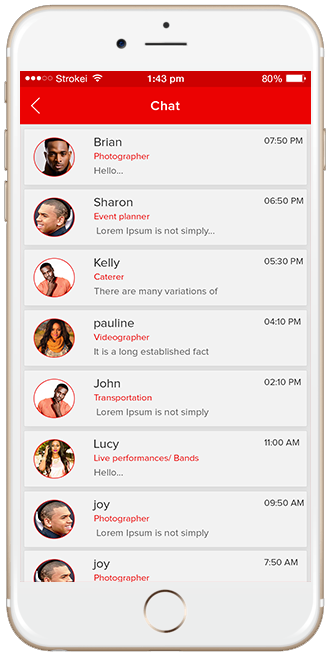 Strokei 1:43 pm 80%
Chat
Brian 07:50 PM
Photographer
Hello...
Sharon 06:50 PM
Event planner
Lorem Ipsum is not simply...
Kelly 05:30 PM
Caterer
There are many variations of
pauline 04:10 PM
Videographer
It is a long established fact
John 02:10 PM
Transportation
Lorem Ipsum is not simply
Lucy 11:00 AM
Live performances/ Bands
Hello...
joy 09:50 AM
Photographer
Lorem Ipsum is not simply
joy 7:50 AM
Photographer